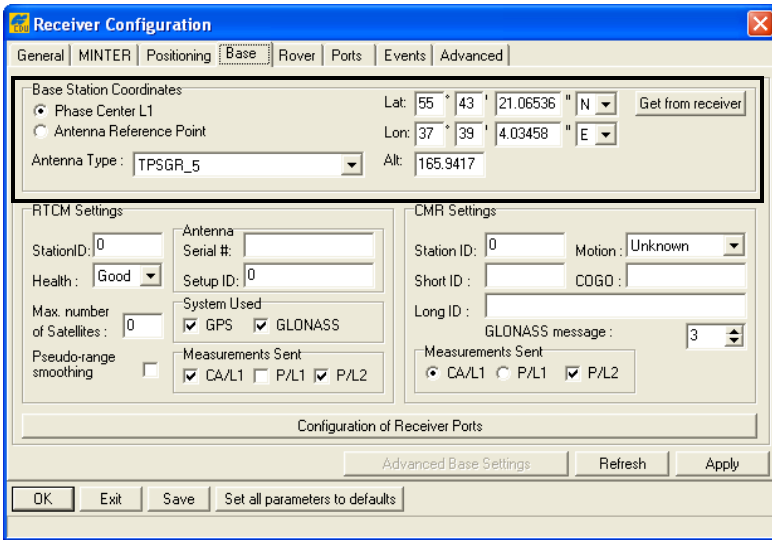 CDU Receiver Configuration
General MINTER Positioning Base Rover Ports Events Advanced
Base Station Coordinates
Phase Center L1
Antenna Reference Point
Antenna Type : TPSGR_5
Lat: 55 ° 43 ' 21.06536 " N
Get from receiver
Lon: 37 ° 39 ' 4.03458 " E
Alt: 165.9417
RTCM Settings
StationID: 0
Health : Good
Max. number
of Satellites : 0
Pseudo-range
smoothing
Antenna
Serial #:
Setup ID: 0
System Used
GPS GLONASS
Measurements Sent
CA/L1 P/L1 P/L2
CMR Settings
Station ID: 0 Motion : Unknown
Short ID : COGO :
Long ID :
GLONASS message : 3
Measurements Sent
CA/L1 P/L1 P/L2
Configuration of Receiver Ports
Advanced Base Settings Refresh Apply
OK Exit Save Set all parameters to defaults